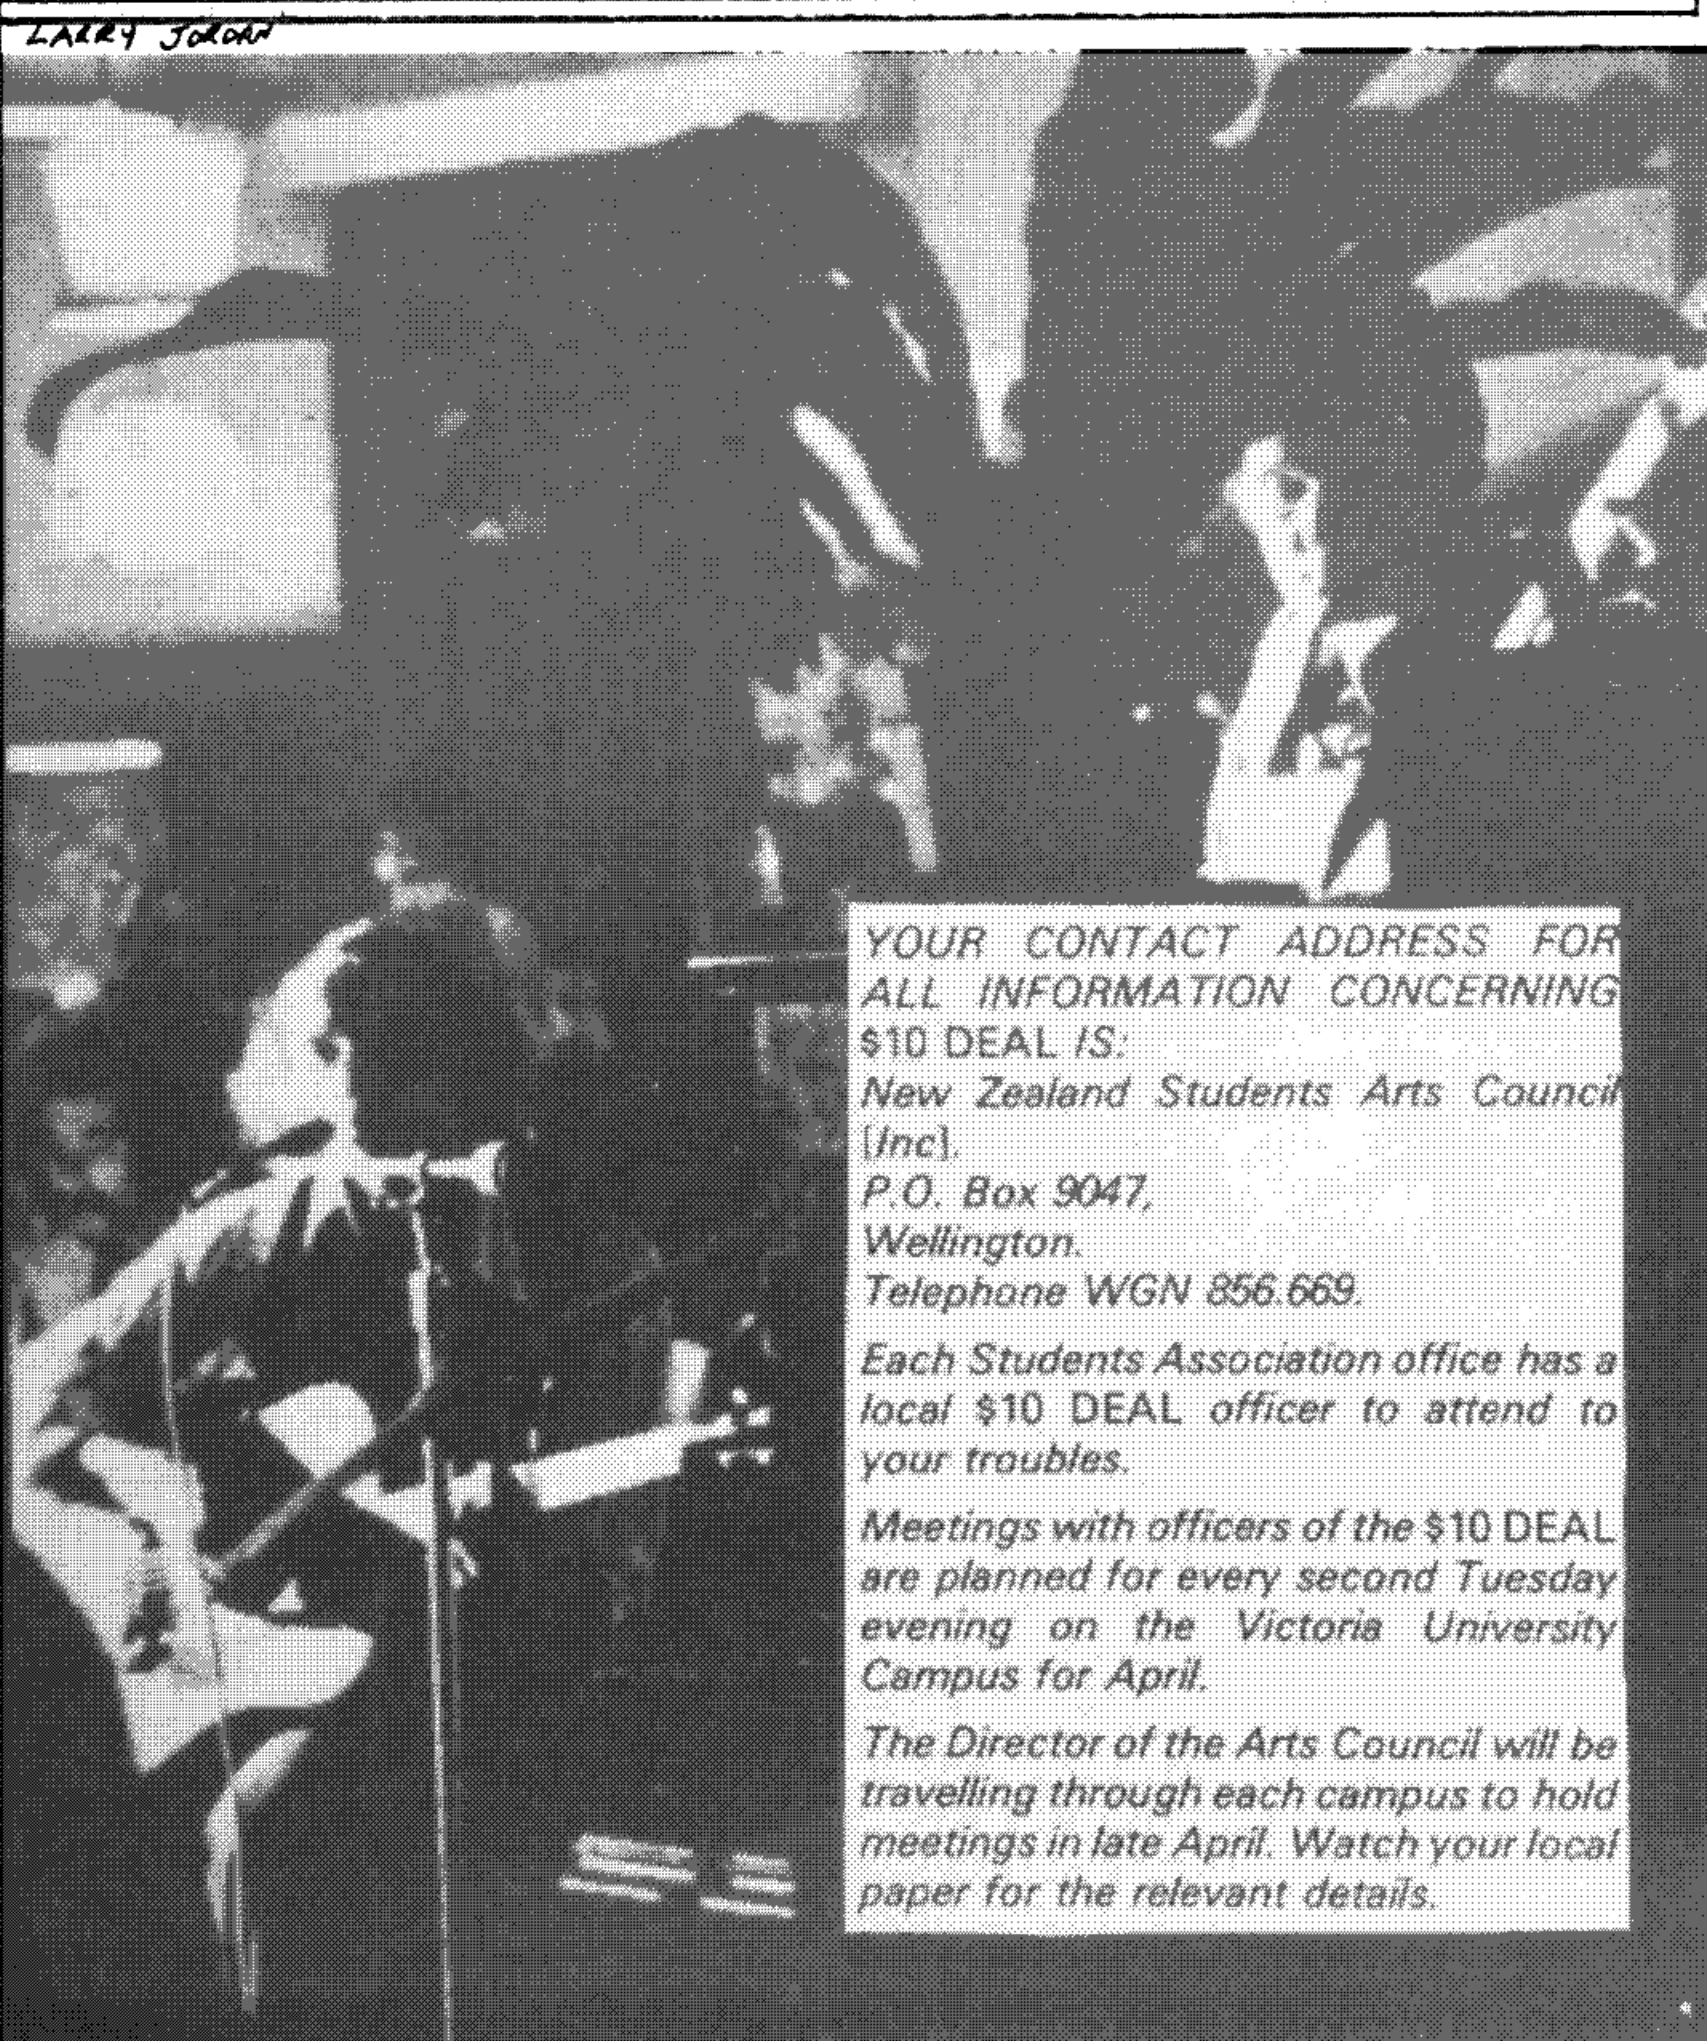 LARRY JORDAN
YOUR CONTACT ADDRESS FOR
ALL INFORMATION CONCERNING
$10 DEAL IS:
New Zealand Students Arts Council
[Inc].
P.O. Box 9047,
Wellington.
Telephone WGN 856.669.
Each Students Association office has a
local $10 DEAL officer to attend to
your troubles.
Meetings with officers of the $10 DEAL
are planned for every second Tuesday
evening on the Victoria University
Campus for April.
The Director of the Arts Council will be
travelling through each campus to hold
meetings in late April. Watch your local
paper for the relevant details.